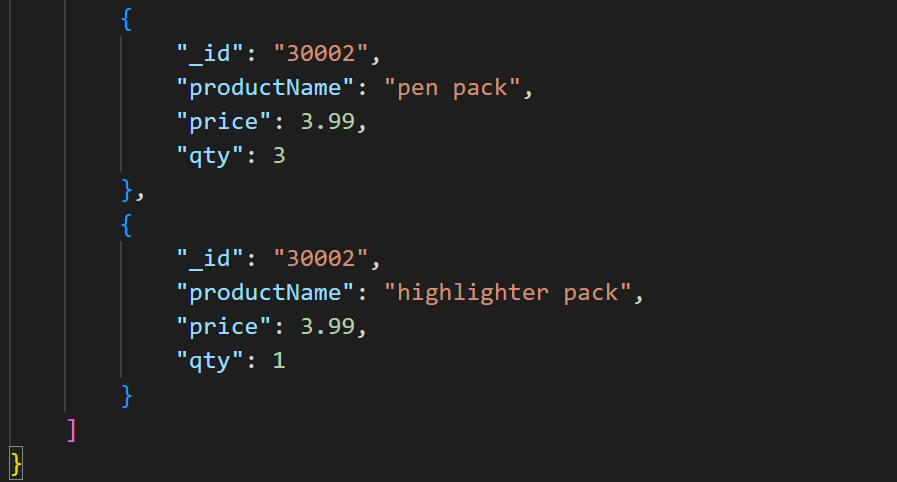 {
"_id": "30002",
"productName": "pen pack",
"price": 3.99,
"qty": 3
},
{
"_id": "30002",
"productName": "highlighter pack",
"price": 3.99,
"qty": 1
}
]
}